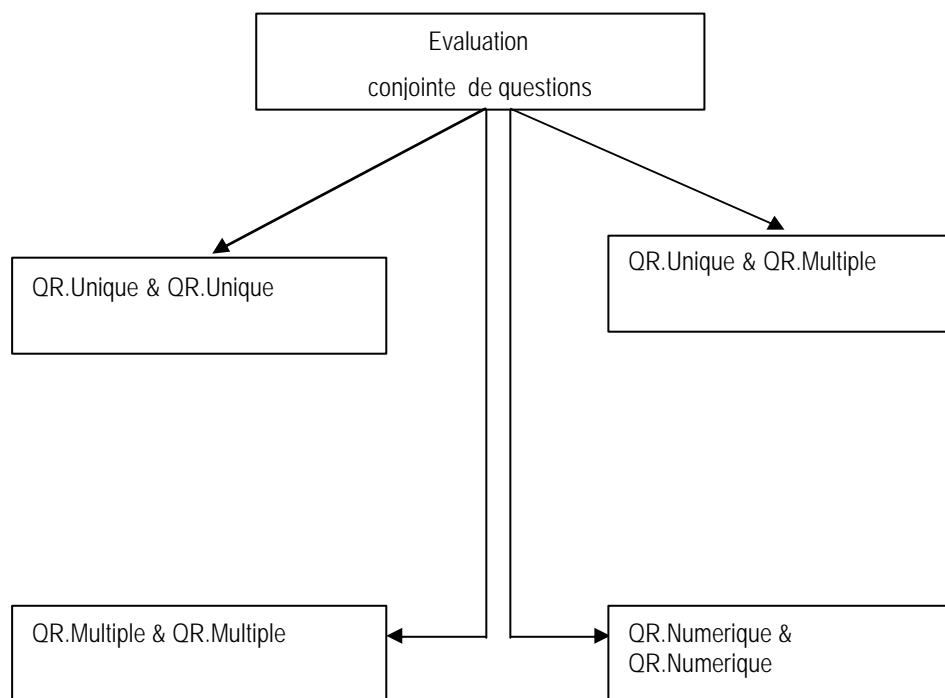 Evaluation
conjointe de questions
QR.Unique & QR.Unique
QR.Unique & QR.Multiple
QR.Multiple & QR.Multiple
QR.Numerique &
QR.Numerique